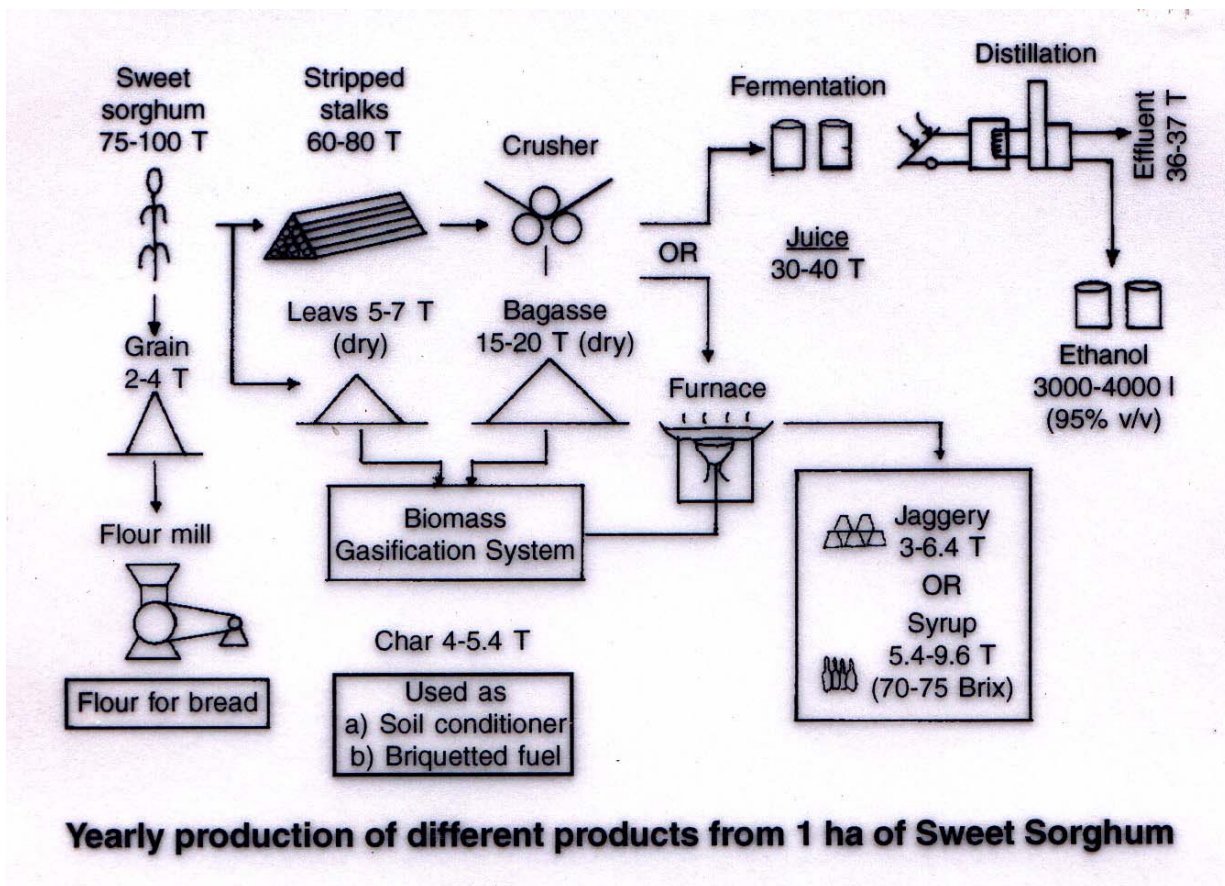 Sweet
sorghum
75-100 T
Stripped
stalks
60-80 T
Crusher
Fermentation
Distillation
Effluent
36-37 T
OR
Juice
30-40 T
Leavs 5-7 T
(dry)
Bagasse
15-20 T (dry)
Grain
2-4 T
Furnace
Ethanol
3000-4000 l
(95% v/v)
Flour mill
Biomass
Gasification System
Jaggery
3-6.4 T
OR
Syrup
5.4-9.6 T
(70-75 Brix)
Char 4-5.4 T
Flour for bread
Used as
a) Soil conditioner
b) Briquetted fuel
Yearly production of different products from 1 ha of Sweet Sorghum